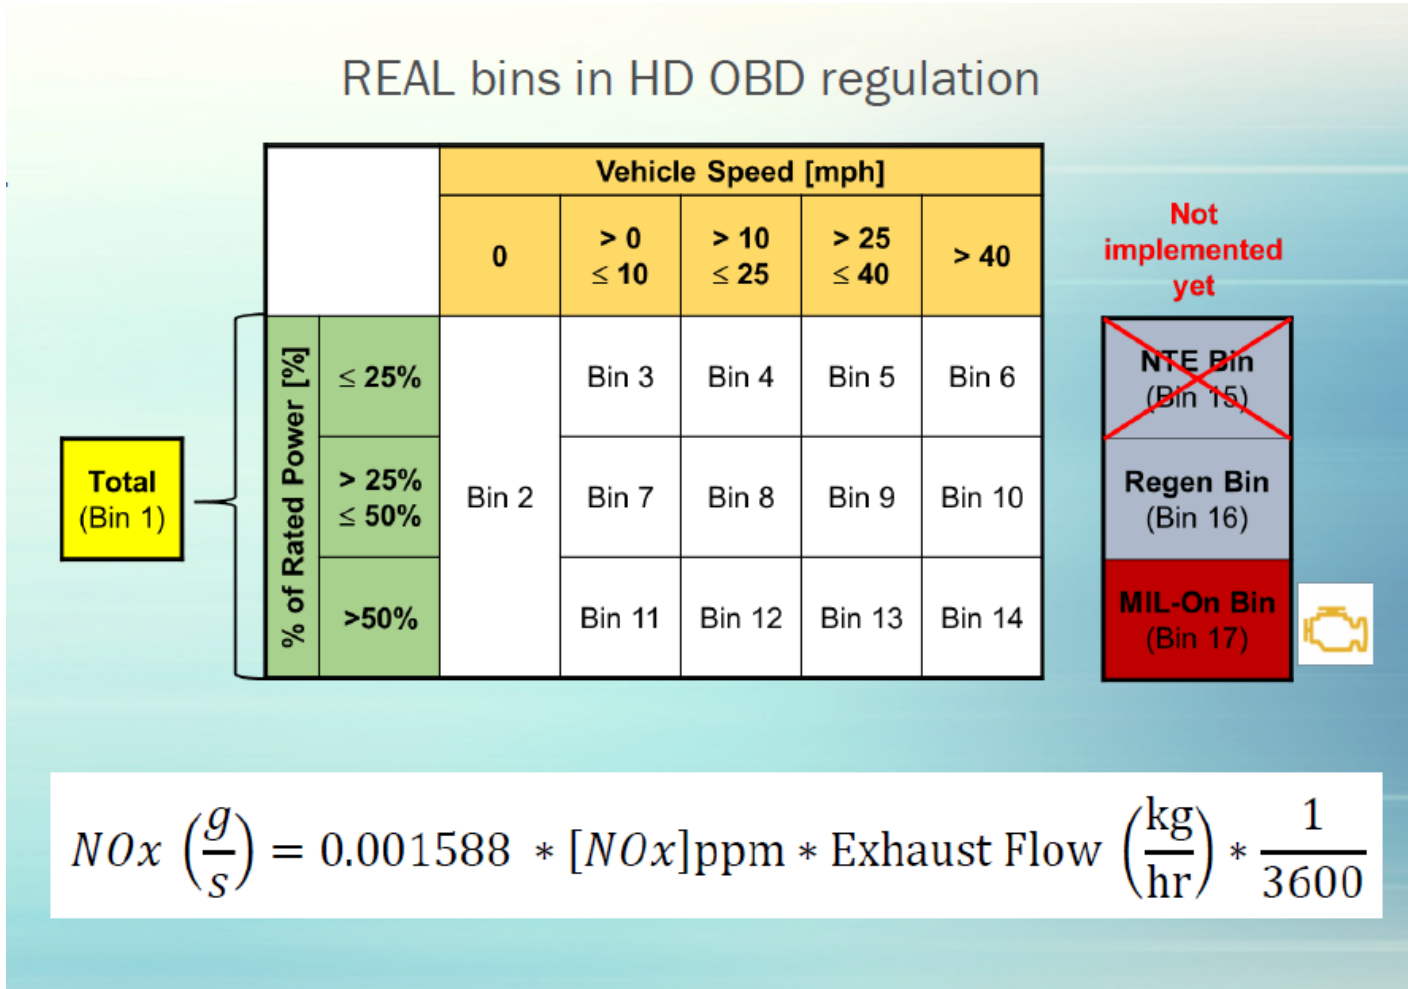 REAL bins in HD OBD regulation
Vehicle Speed [mph]
0
> 0
≤ 10
> 10
≤ 25
> 25
≤ 40
> 40
Not
implemented
yet
% of Rated Power [%]
≤ 25%
Bin 3
Bin 4
Bin 5
Bin 6
NTE Bin
(Bin 15)
Total
(Bin 1)
> 25%
≤ 50%
Bin 2
Bin 7
Bin 8
Bin 9
Bin 10
Regen Bin
(Bin 16)
>50%
Bin 11
Bin 12
Bin 13
Bin 14
MIL-On Bin
(Bin 17)
NOx (g/s) = 0.001588 * [NOx]ppm * Exhaust Flow (kg/hr) * 1/3600